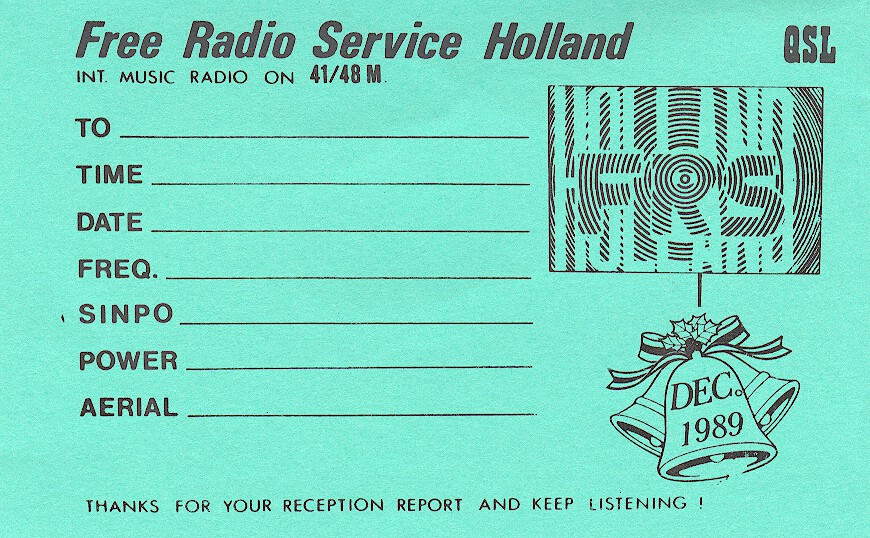 Free Radio Service Holland
QSL
INT. MUSIC RADIO ON 41/48 M.
FRS
TO
TIME
DATE
FREQ.
SINPO
POWER
AERIAL
DEC.
1989
THANKS FOR YOUR RECEPTION REPORT AND KEEP LISTENING !